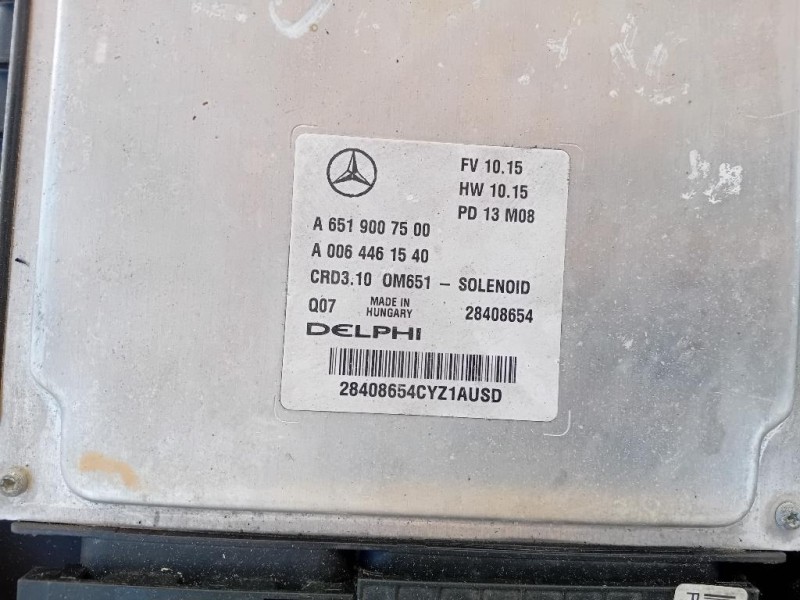 FV 10.15
HW 10.15
PD 13 M08
A 651 900 75 00
A 006 446 15 40
CRD3.10 OM651 - SOLENOID
Q07 MADE IN HUNGARY 28408654
DELPHI
28408654CYZ1AUSD